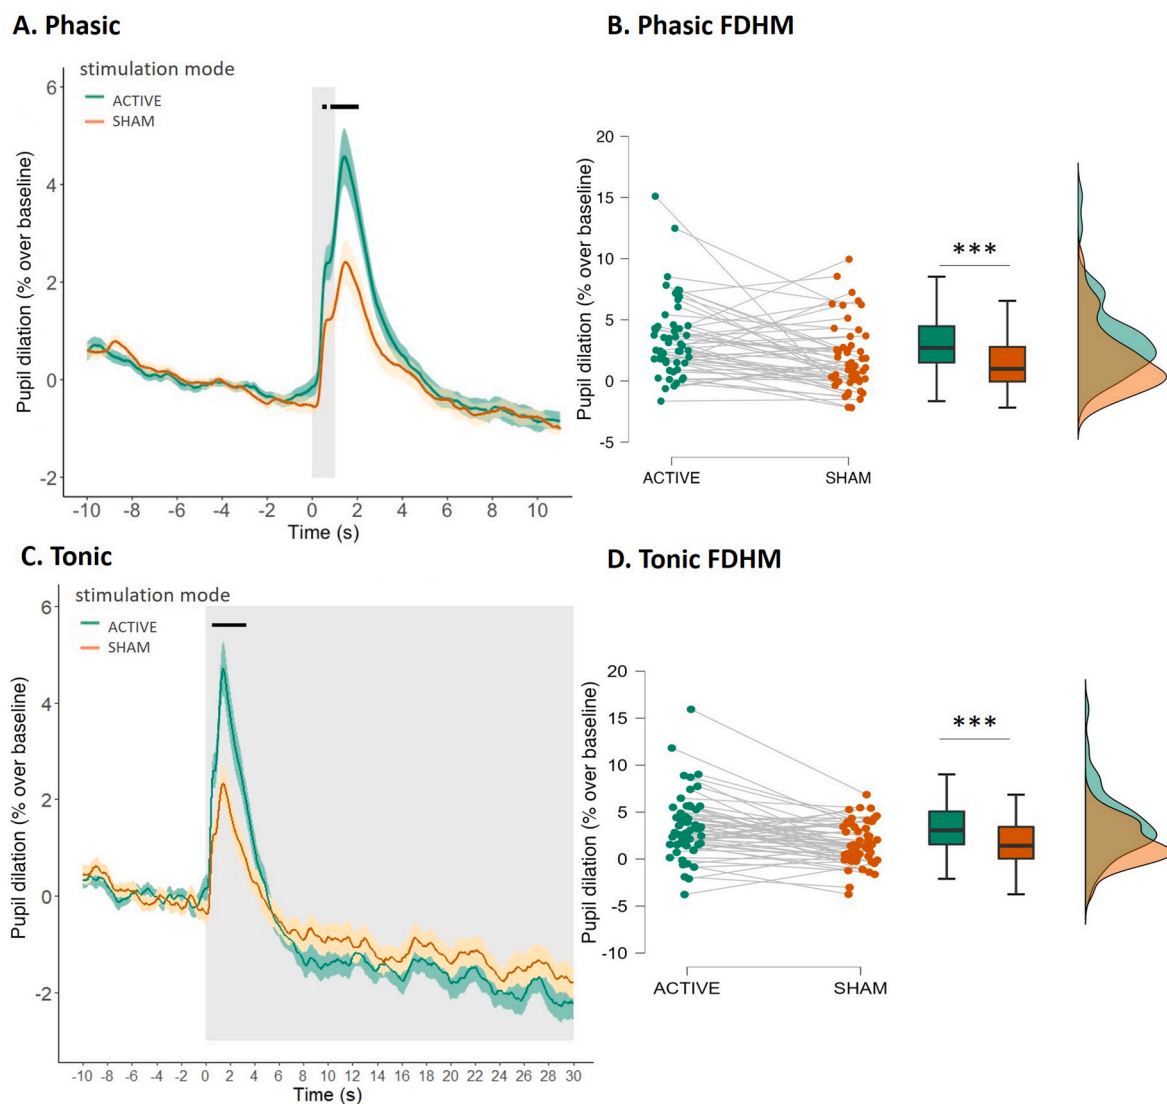 A. Phasic
B. Phasic FDHM
stimulation mode
ACTIVE
SHAM
Pupil dilation (% over baseline)
6
4
2
0
-2
-10 -8 -6 -4 -2 0 2 4 6 8 10
Time (s)
Pupil dilation (% over baseline)
20
15
10
5
0
-5
***
ACTIVE SHAM
C. Tonic
D. Tonic FDHM
stimulation mode
ACTIVE
SHAM
Pupil dilation (% over baseline)
6
4
2
0
-2
-10 -8 -6 -4 -2 0 2 4 6 8 10 12 14 16 18 20 22 24 26 28 30
Time (s)
Pupil dilation (% over baseline)
20
15
10
5
0
-5
-10
***
ACTIVE SHAM